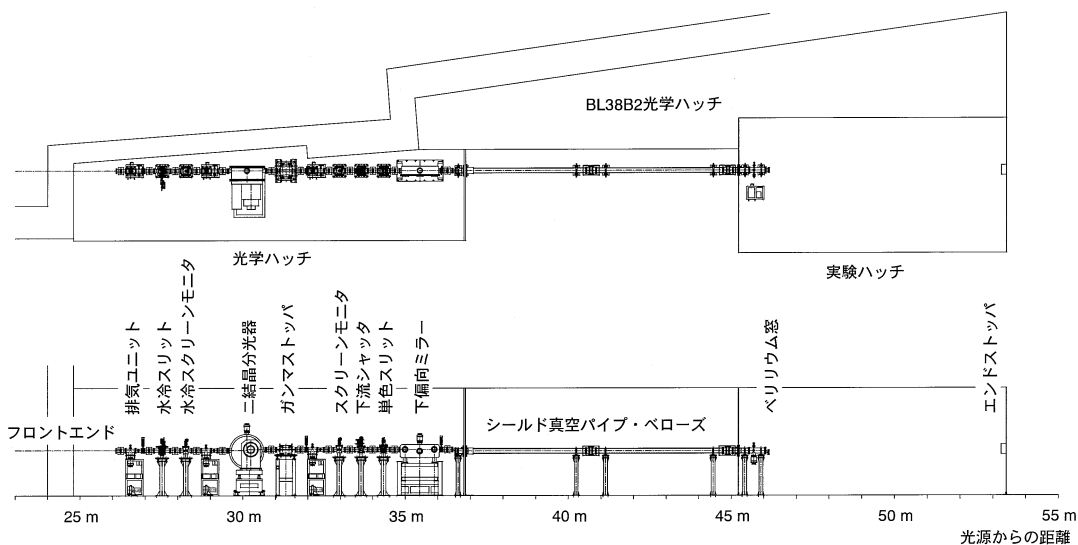 BL38B2光学ハッチ
光学ハッチ
実験ハッチ
排気ユニット
水冷スリット
水冷スクリーンモニタ
二結晶分光器
ガンマストッパ
スクリーンモニタ
下流シャッタ
単色スリット
下偏向ミラー
ベリリウム窓
エンドストッパ
フロントエンド
シールド真空パイプ・ベローズ
25 m
30 m
35 m
40 m
45 m
50 m
55 m
光源からの距離